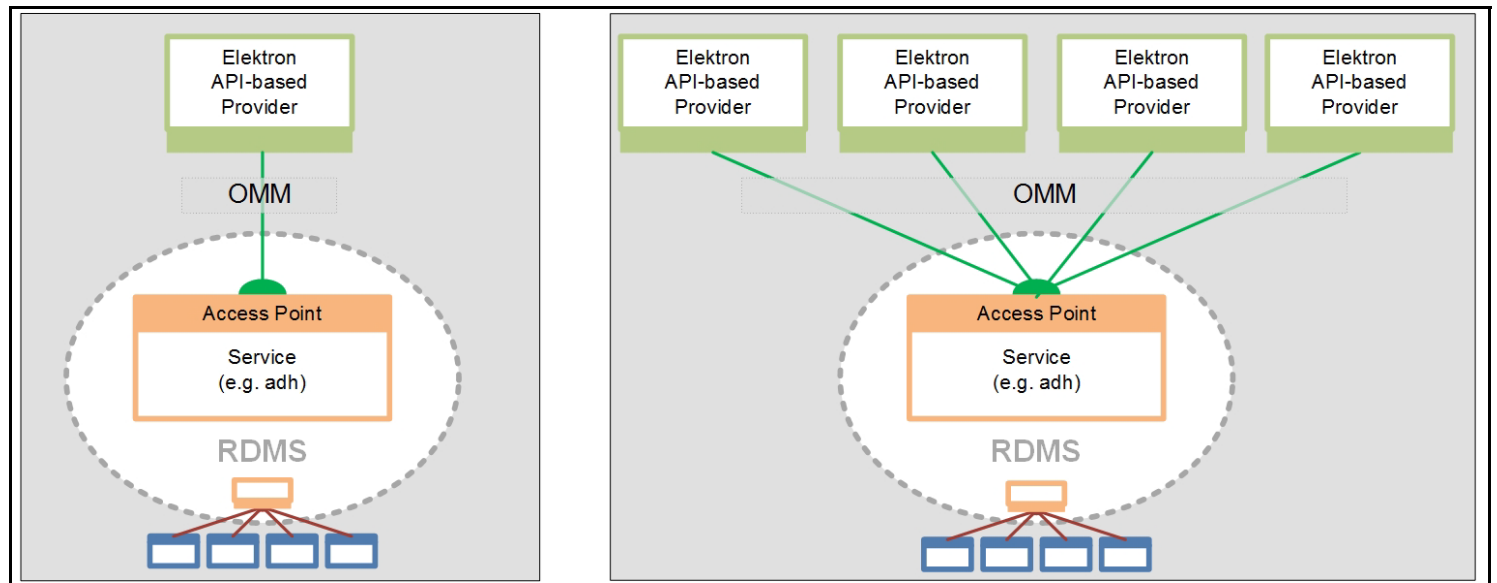 Elektron
API-based
Provider
OMM
Access Point
Service
(e.g. adh)
RDMS
Elektron
API-based
Provider
Elektron
API-based
Provider
Elektron
API-based
Provider
Elektron
API-based
Provider
OMM
Access Point
Service
(e.g. adh)
RDMS